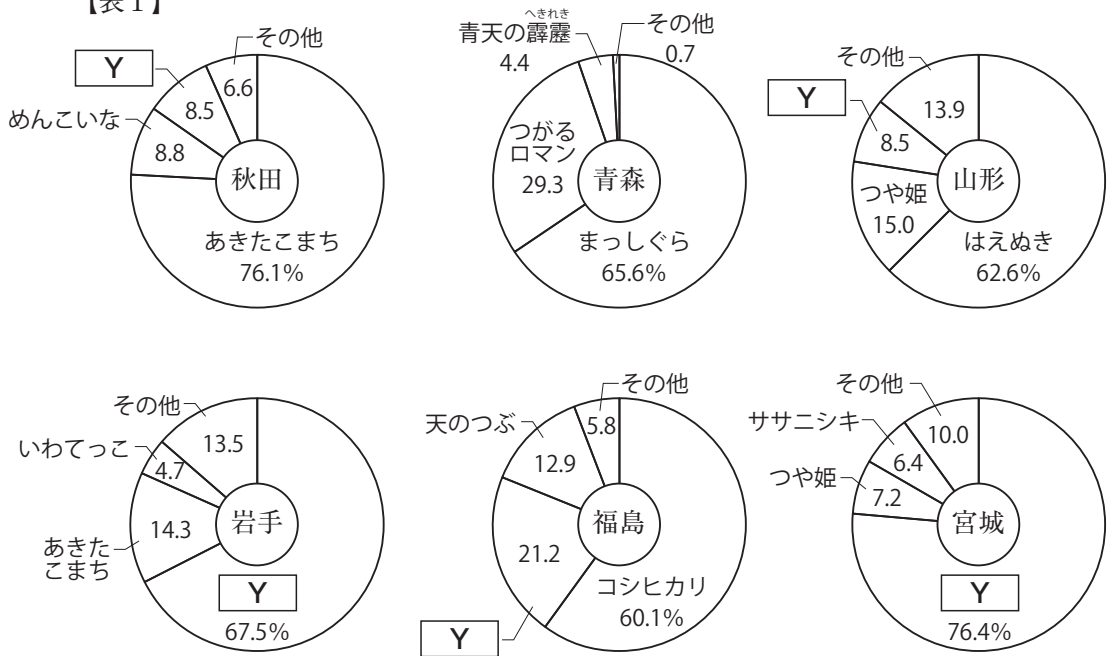 【表１】
その他
Y
6.6
8.5
めんこいな
8.8
秋田
あきたこまち
76.1%
へきれき
青天の霹靂
4.4
その他
0.7
つがる
ロマン
29.3
青森
まっしぐら
65.6%
その他
Y
13.9
8.5
つや姫
15.0
山形
はえぬき
62.6%
その他
いわてっこ
13.5
4.7
あきた
こまち
14.3
岩手
Y
67.5%
その他
天のつぶ
5.8
12.9
福島
21.2
コシヒカリ
60.1%
Y
その他
ササニシキ
10.0
6.4
つや姫
7.2
宮城
Y
76.4%